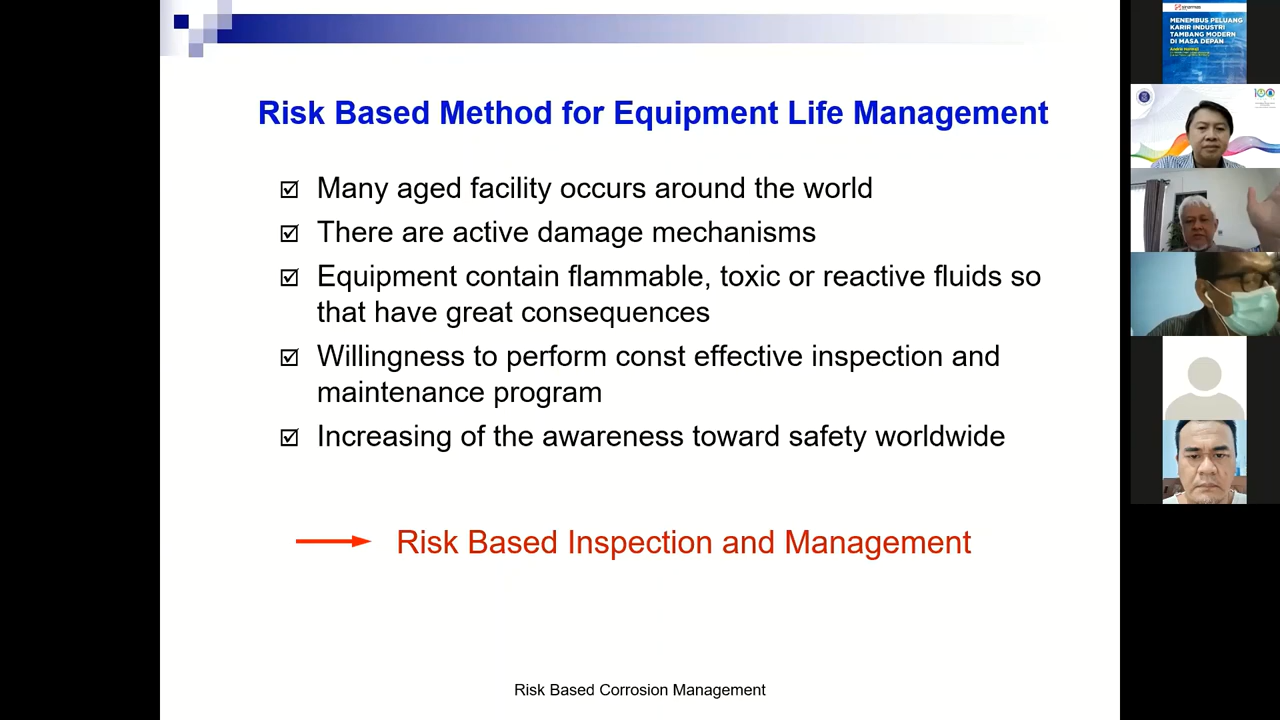 Risk Based Method for Equipment Life Management
Many aged facility occurs around the world
There are active damage mechanisms
Equipment contain flammable, toxic or reactive fluids so
that have great consequences
Willingness to perform const effective inspection and
maintenance program
Increasing of the awareness toward safety worldwide
Risk Based Inspection and Management
Risk Based Corrosion Management
MENEMBUS PELUANG
KARIR INDUSTRI
TAMBANG MODERN
DI MASA DEPAN